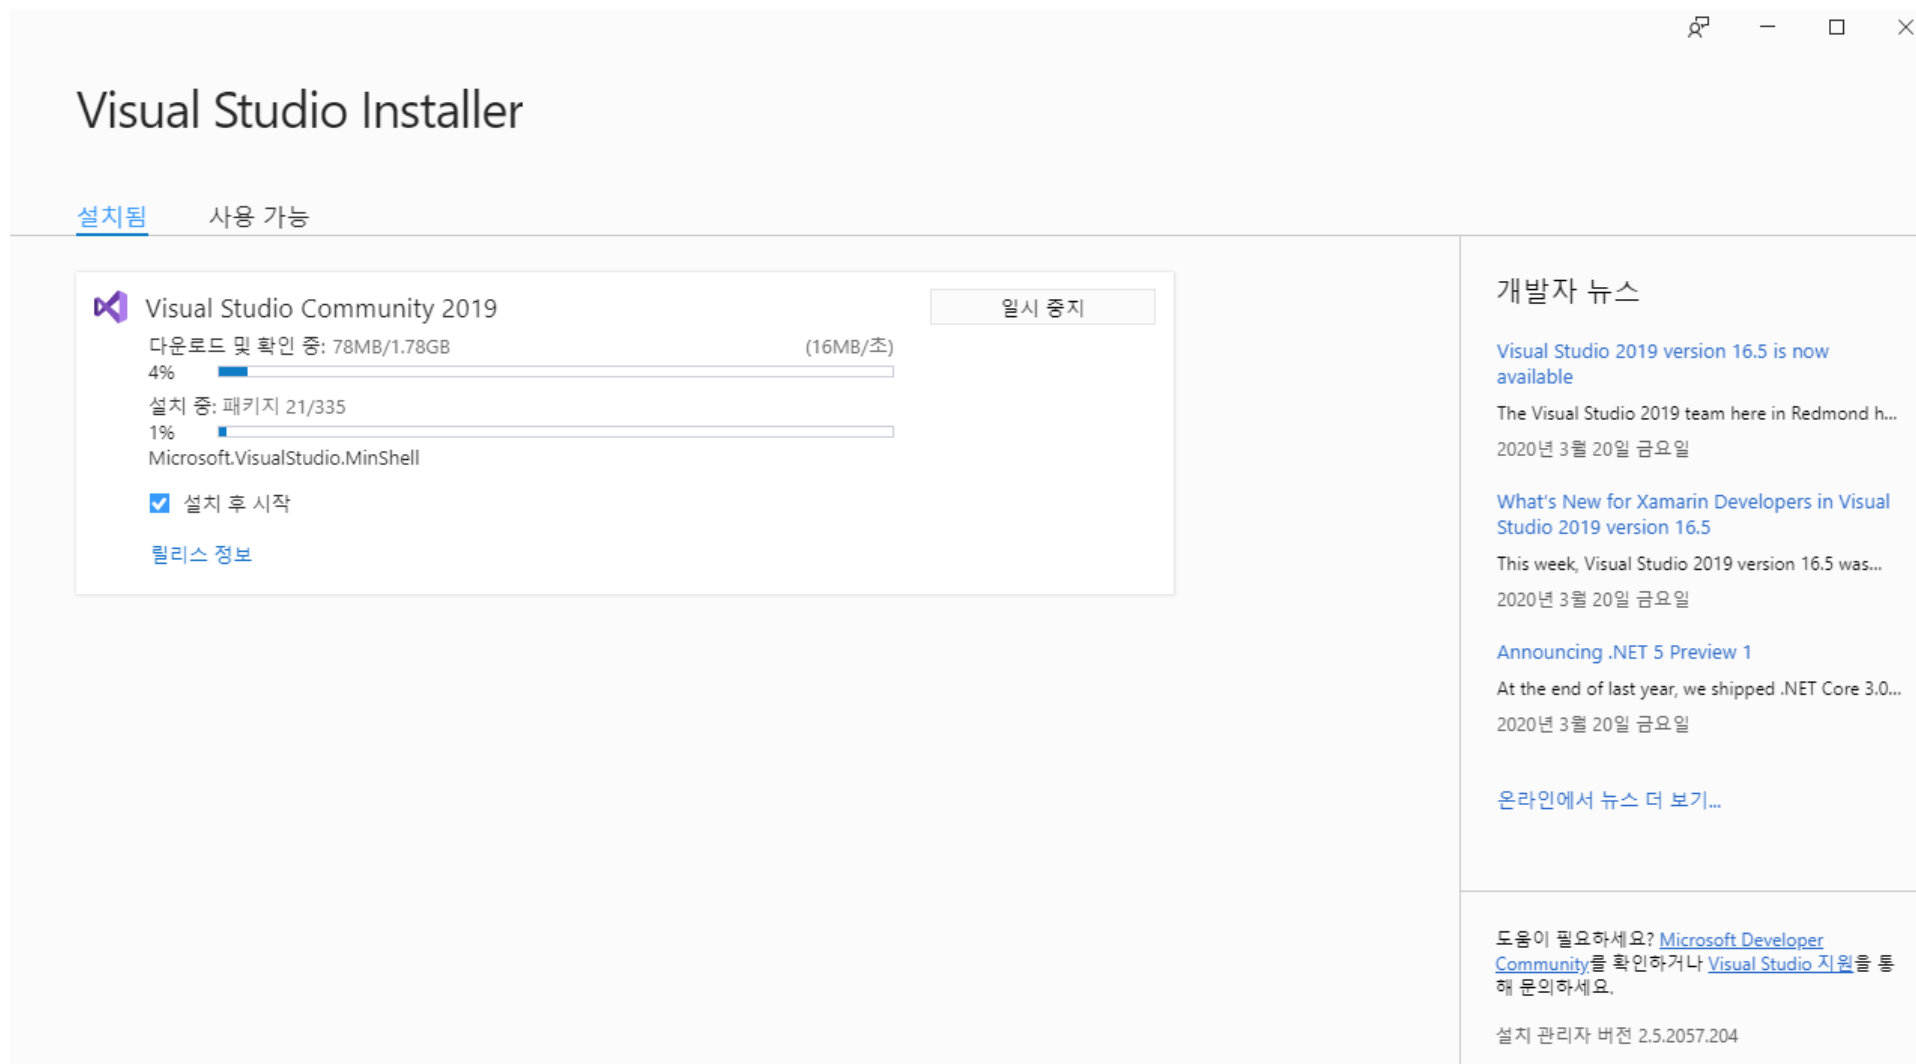 Visual Studio Installer
설치됨 사용 가능
Visual Studio Community 2019 일시 중지
다운로드 및 확인 중: 78MB/1.78GB (16MB/초)
4%
설치 중: 패키지 21/335
1%
Microsoft.VisualStudio.MinShell
설치 후 시작
릴리스 정보
개발자 뉴스
Visual Studio 2019 version 16.5 is now
available
The Visual Studio 2019 team here in Redmond h...
2020년 3월 20일 금요일
What's New for Xamarin Developers in Visual
Studio 2019 version 16.5
This week, Visual Studio 2019 version 16.5 was...
2020년 3월 20일 금요일
Announcing .NET 5 Preview 1
At the end of last year, we shipped .NET Core 3.0...
2020년 3월 20일 금요일
온라인에서 뉴스 더 보기...
도움이 필요하세요? Microsoft Developer
Community를 확인하거나 Visual Studio 지원을 통
해 문의하세요.
설치 관리자 버전 2.5.2057.204